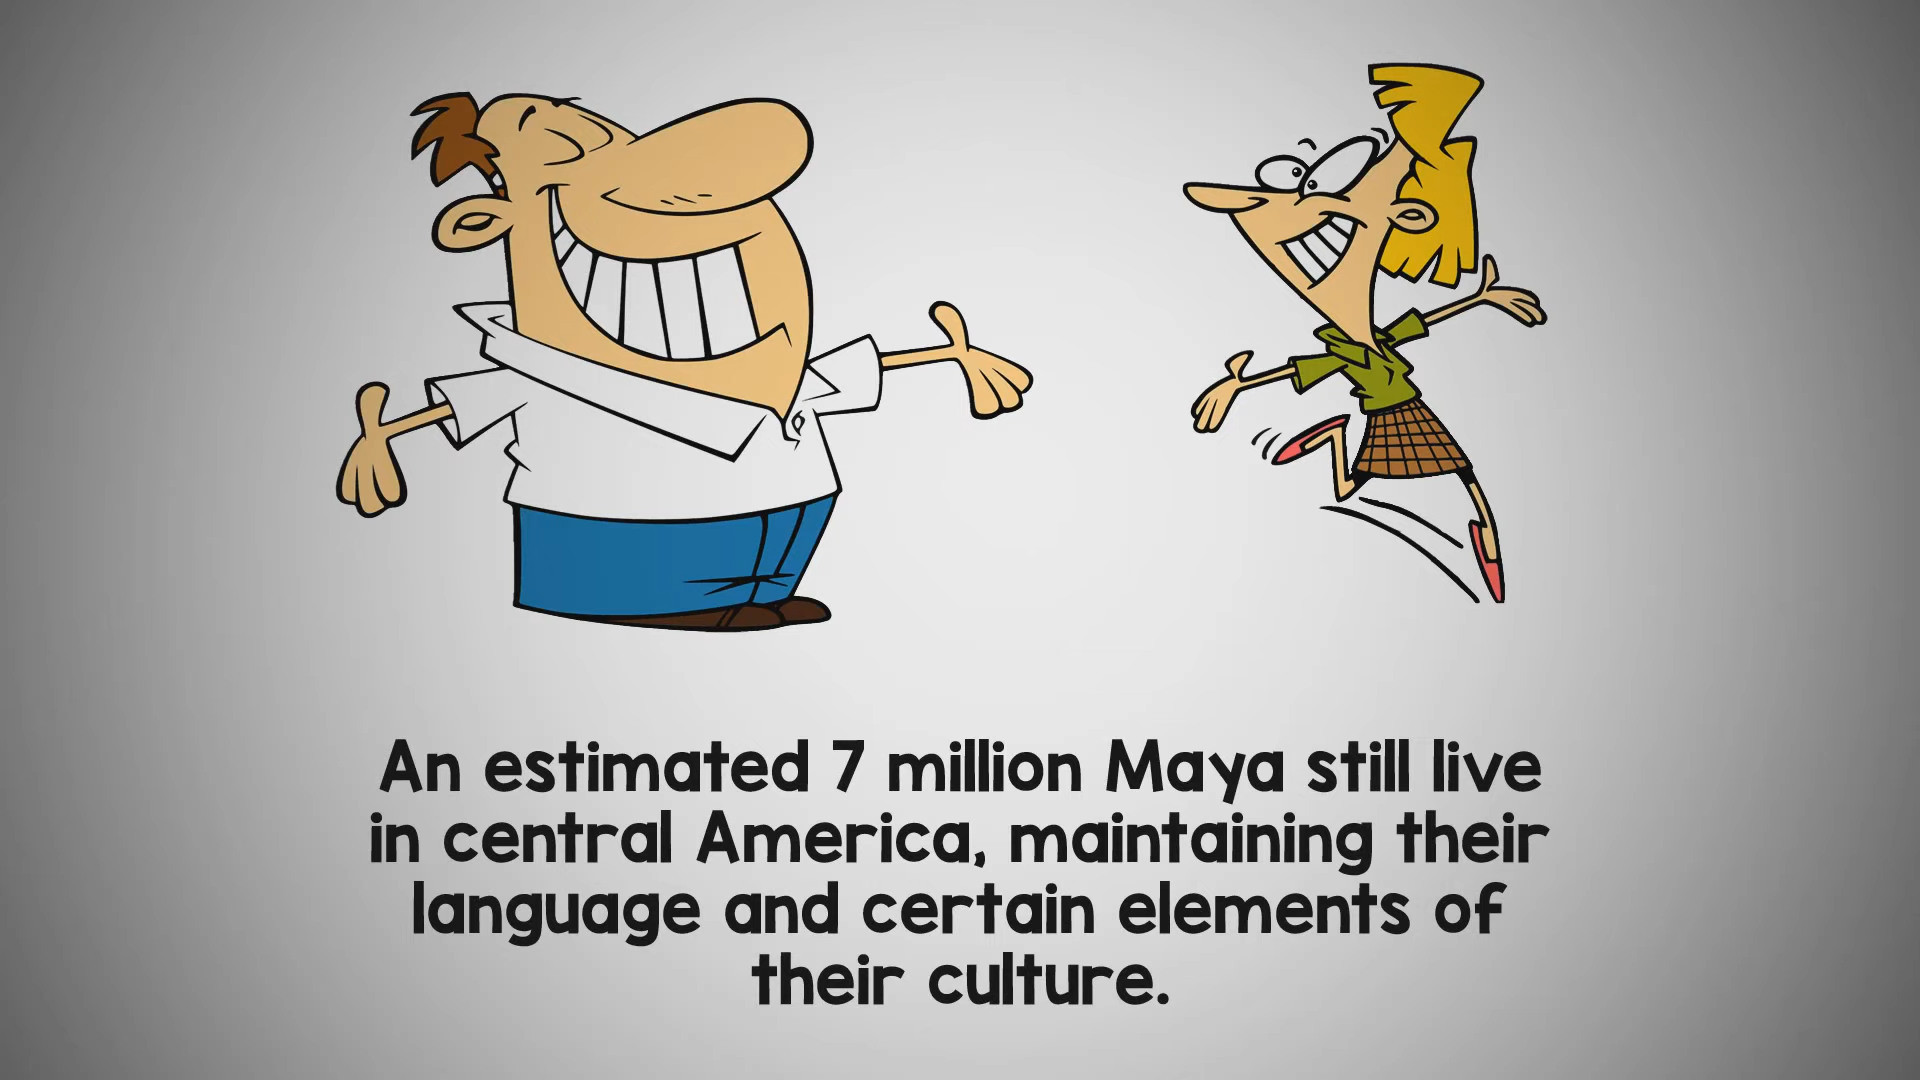 An estimated 7 million Maya still live
in central America, maintaining their
language and certain elements of
their culture.